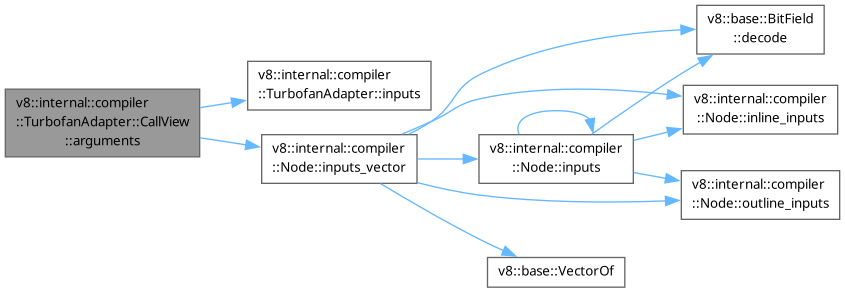 v8::internal::compiler
::TurbofanAdapter::CallView
::arguments
v8::internal::compiler
::TurbofanAdapter::inputs
v8::internal::compiler
::Node::inputs_vector
v8::internal::compiler
::Node::inputs
v8::base::BitField
::decode
v8::internal::compiler
::Node::inline_inputs
v8::internal::compiler
::Node::outline_inputs
v8::base::VectorOf